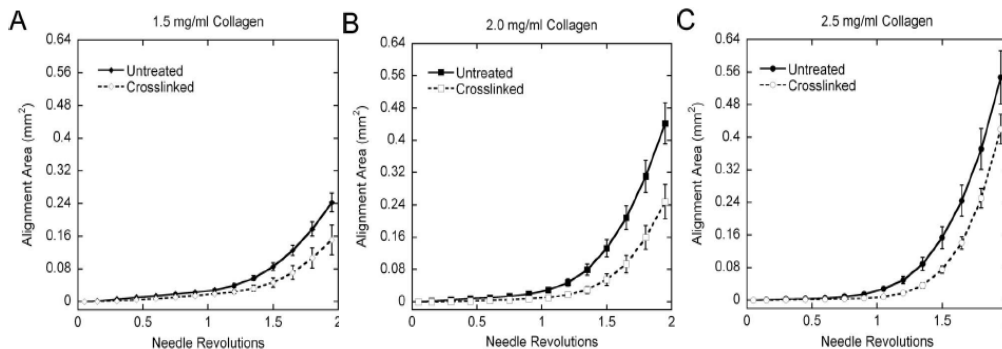 A
1.5 mg/ml Collagen
0.64
0.56
0.48
0.4
0.32
0.24
0.16
0.08
0
Alignment Area (mm²)
Untreated
Crosslinked
0 0.5 1 1.5 2
Needle Revolutions
B
2.0 mg/ml Collagen
0.64
0.56
0.48
0.4
0.32
0.24
0.16
0.08
0
Alignment Area (mm²)
Untreated
Crosslinked
0 0.5 1 1.5 2
Needle Revolutions
C
2.5 mg/ml Collagen
0.64
0.56
0.48
0.4
0.32
0.24
0.16
0.08
0
Alignment Area (mm²)
Untreated
Crosslinked
0 0.5 1 1.5
Needle Revolutions